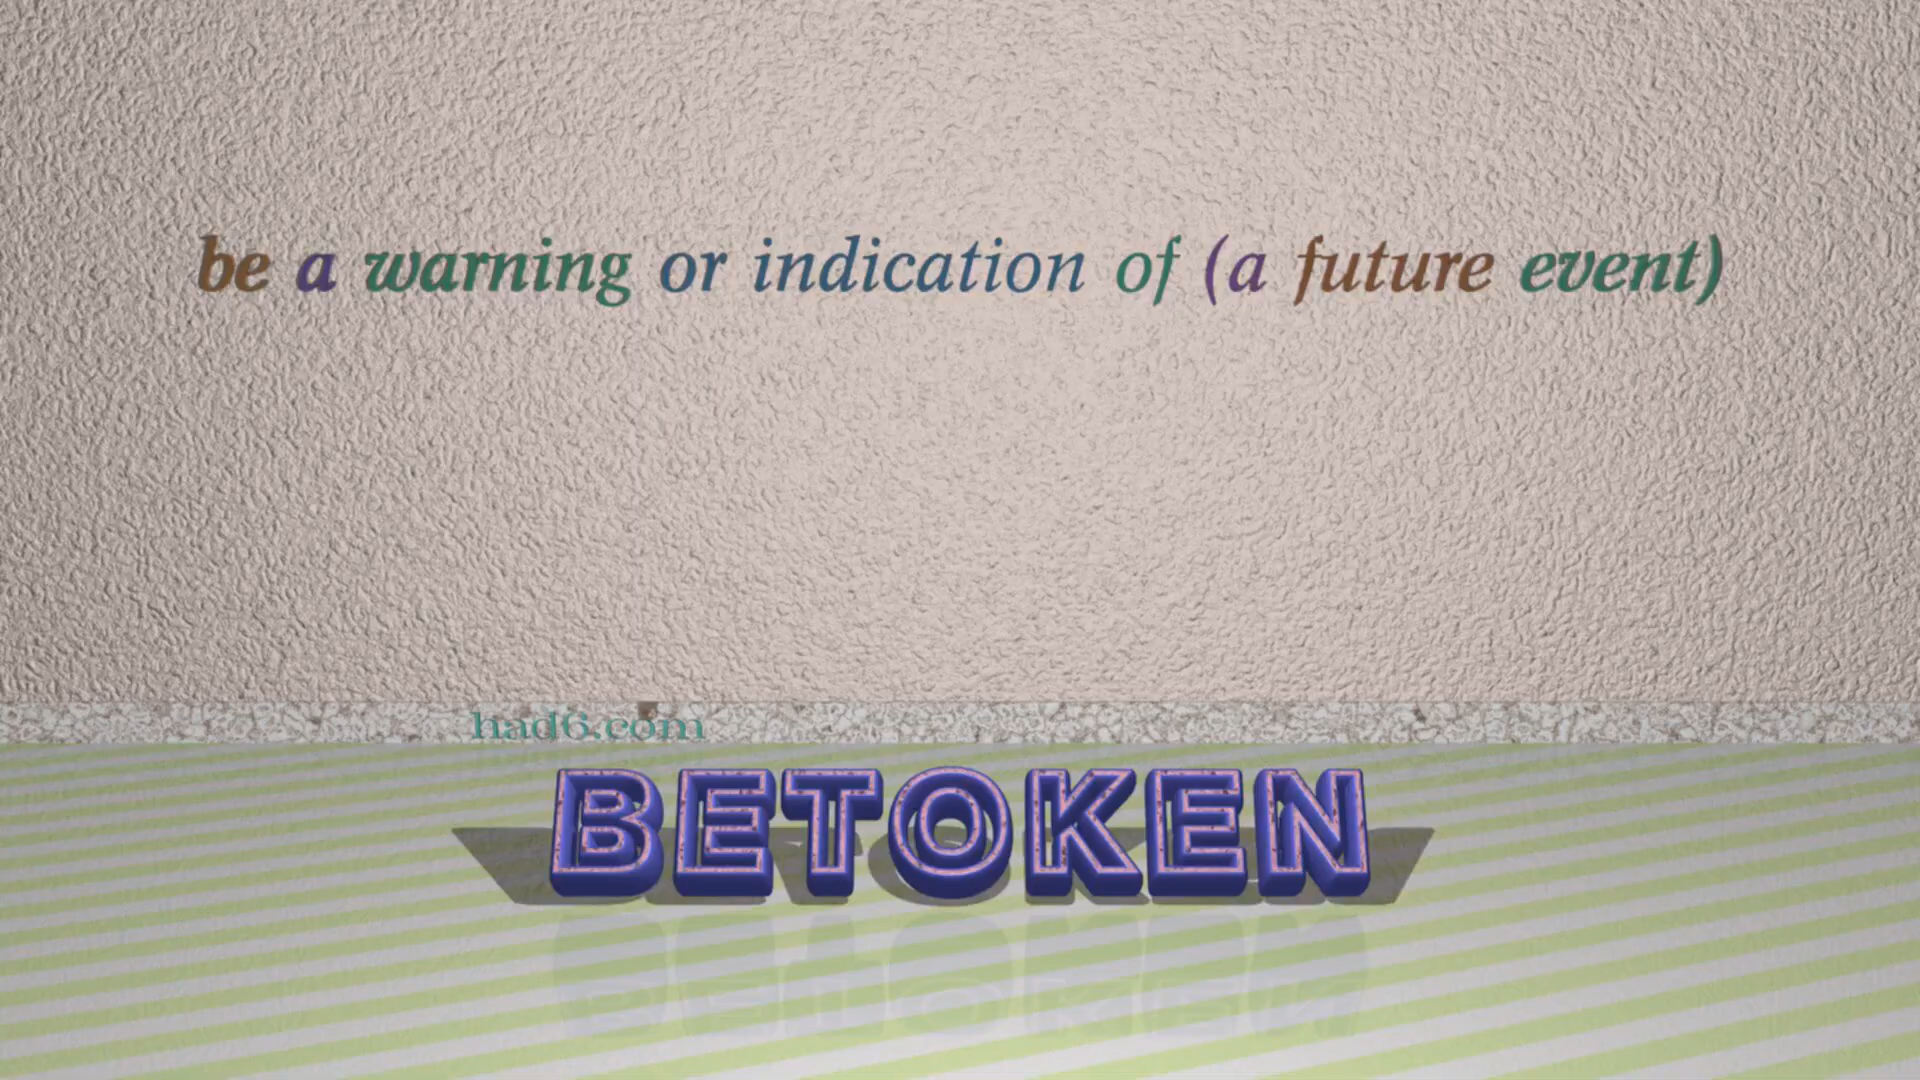 be a warning or indication of (a future event)
had6.com
BETOKEN